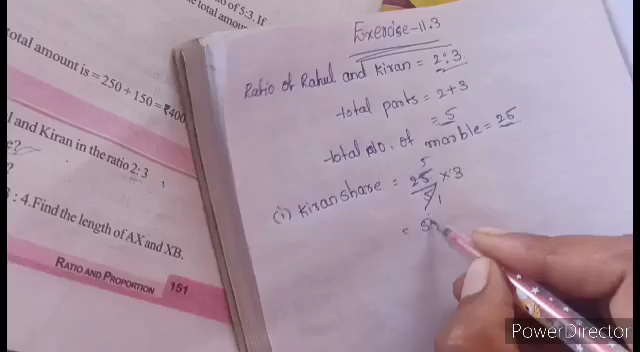 of 5:3. If
total amoun
otal amount is = 250 + 150 = ₹400
l and Kiran in the ratio 2:3
e?
3 : 4. Find the length of AX and XB.
RATIO AND PROPORTION 151
Exercise-11.3
Ratio of Rahul and Kiran = 2:3.
total parts = 2+3
= 5
total no. of marble = 25
(i) Kiran share = 25/5 × 3
5
1
= 5
PowerDirector